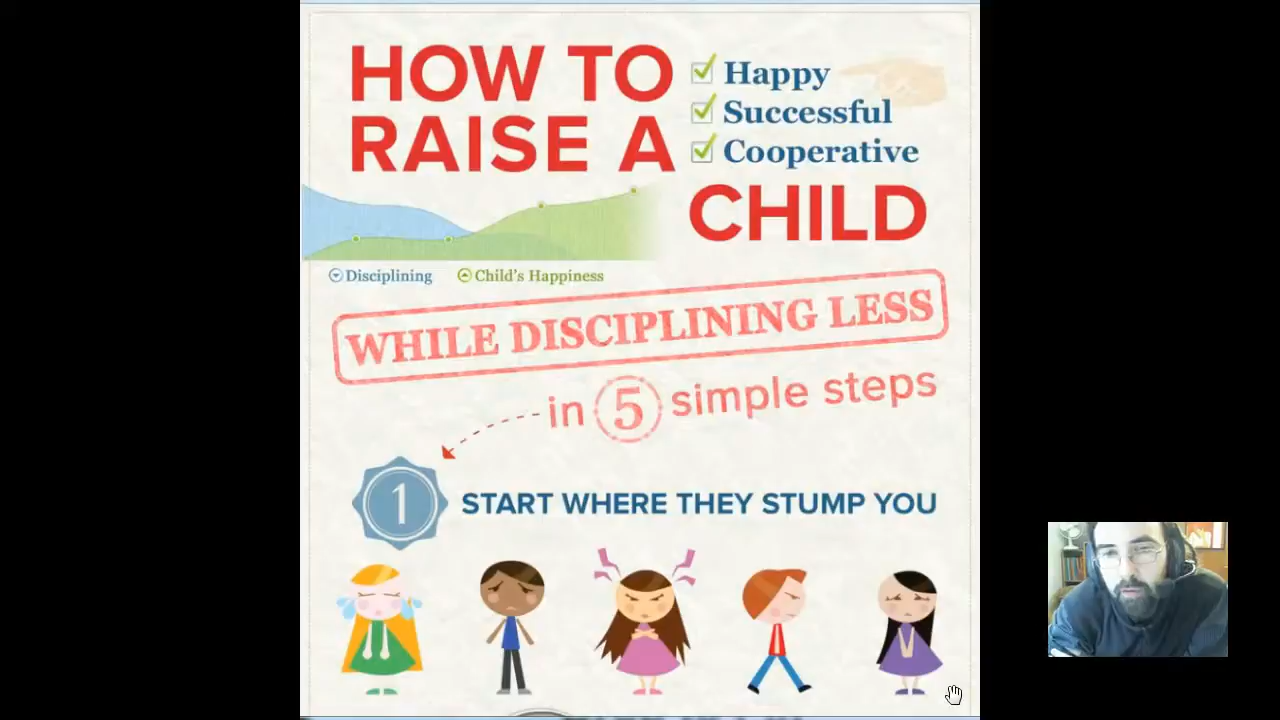 HOW TO
RAISE A
Happy
Successful
Cooperative
CHILD
Disciplining
Child's Happiness
WHILE DISCIPLINING LESS
in 5 simple steps
1
START WHERE THEY STUMP YOU